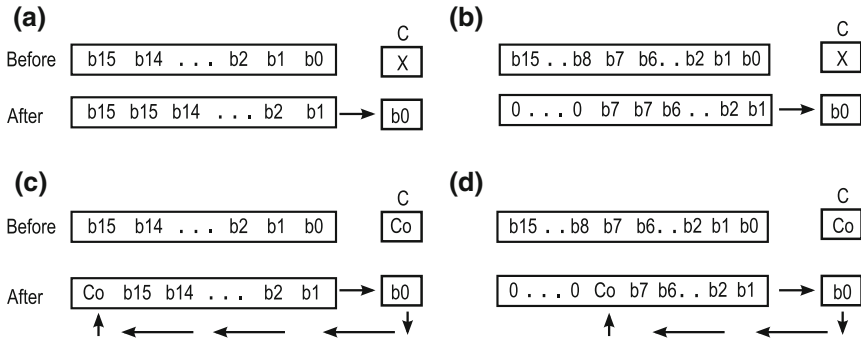 (a) (b)
C C
Before b15 b14 . . . b2 b1 b0 X b15 . . b8 b7 b6 . . b2 b1 b0 X
After b15 b15 b14 . . . b2 b1 b0 0 . . . 0 b7 b7 b6 . . b2 b1 b0
(c) (d)
C C
Before b15 b14 . . . b2 b1 b0 Co b15 . . b8 b7 b6 . . b2 b1 b0 Co
After Co b15 b14 . . . b2 b1 b0 0 . . . 0 Co b7 b6 . . b2 b1 b0